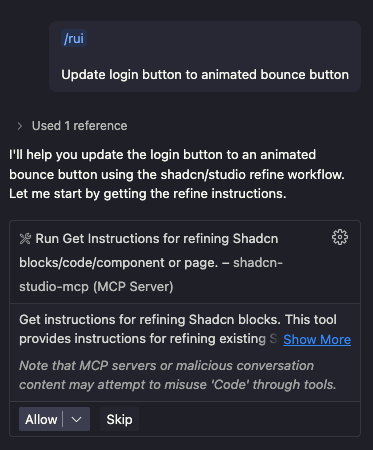 /rui
Update login button to animated bounce button
Used 1 reference
I'll help you update the login button to an animated
bounce button using the shadcn/studio refine workflow.
Let me start by getting the refine instructions.
Run Get Instructions for refining Shadcn
blocks/code/component or page. – shadcn-
studio-mcp (MCP Server)
Get instructions for refining Shadcn blocks. This tool
provides instructions for refining existing S Show More
Note that MCP servers or malicious conversation
content may attempt to misuse 'Code' through tools.
Allow Skip